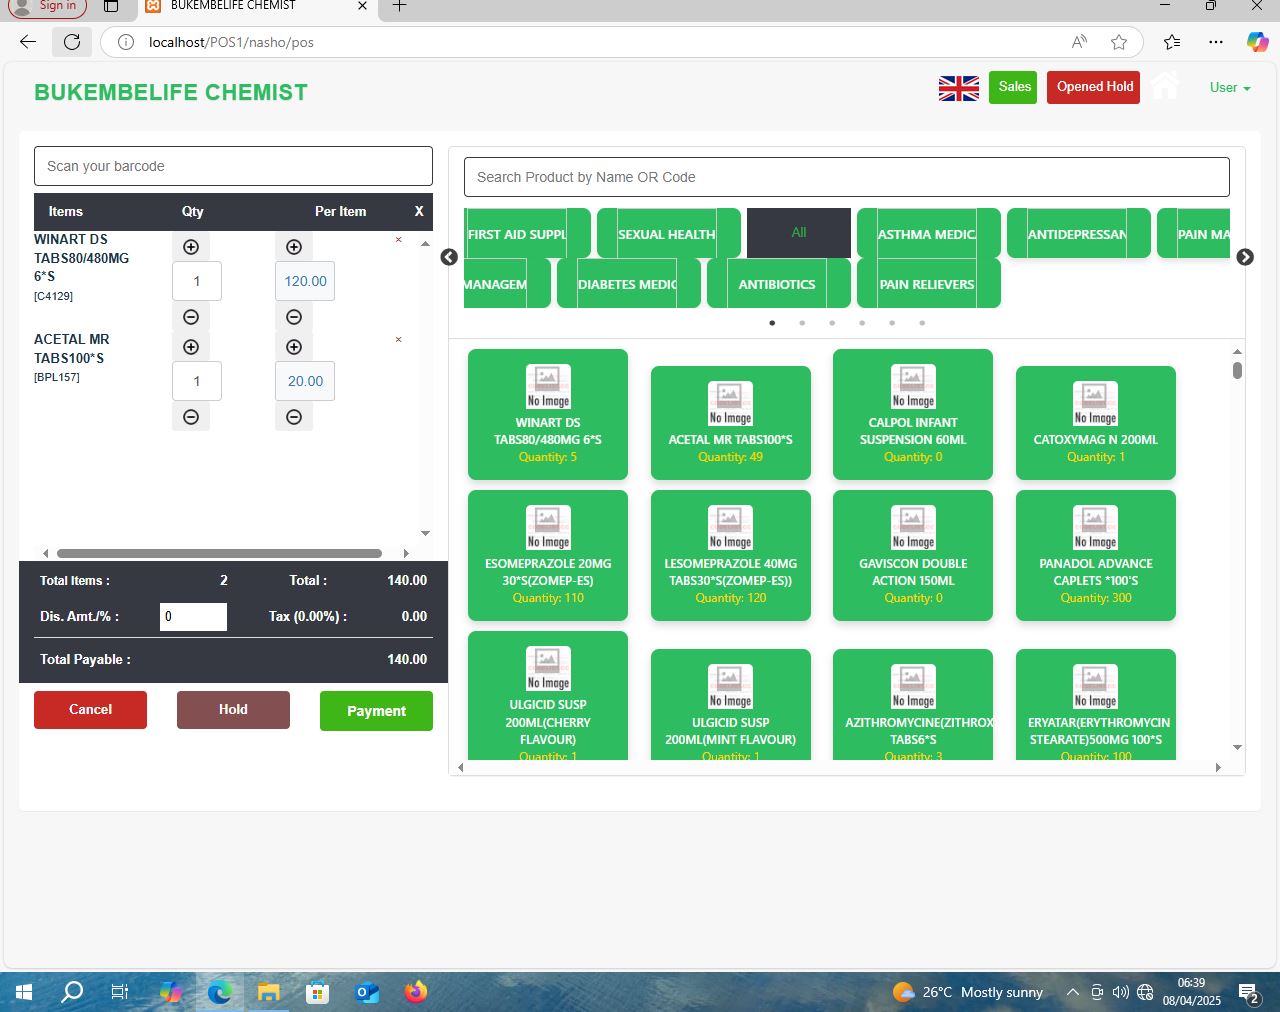 Sign in
BUKEMBELIFE CHEMIST
localhost/POS1/nasho/pos
BUKEMBELIFE CHEMIST
Sales
Opened Hold
User
Scan your barcode
Items Qty Per Item X
WINART DS
TABS80/480MG
6*S
[C4129]
1
120.00
×
ACETAL MR
TABS100*S
[BPL157]
1
20.00
×
Total Items : 2 Total : 140.00
Dis. Amt./% : 0 Tax (0.00%) : 0.00
Total Payable : 140.00
Cancel
Hold
Payment
Search Product by Name OR Code
FIRST AID SUPPL
SEXUAL HEALTH
All
ASTHMA MEDICA
ANTIDEPRESSAN
PAIN MA
MANAGEM
DIABETES MEDIC
ANTIBIOTICS
PAIN RELIEVERS
No Image
WINART DS
TABS80/480MG 6*S
Quantity: 5
No Image
ACETAL MR TABS100*S
Quantity: 49
No Image
CALPOL INFANT
SUSPENSION 60ML
Quantity: 0
No Image
CATOXYMAG N 200ML
Quantity: 1
No Image
ESOMEPRAZOLE 20MG
30*S(ZOMEP-ES)
Quantity: 110
No Image
LESOMEPRAZOLE 40MG
TABS30*S(ZOMEP-ES))
Quantity: 120
No Image
GAVISCON DOUBLE
ACTION 150ML
Quantity: 0
No Image
PANADOL ADVANCE
CAPLETS *100'S
Quantity: 300
No Image
ULGICID SUSP
200ML(CHERRY
FLAVOUR)
Quantity: 1
No Image
ULGICID SUSP
200ML(MINT FLAVOUR)
Quantity: 1
No Image
AZITHROMYCINE(ZITHROX
TABS6*S
Quantity: 3
No Image
ERYATAR(ERYTHROMYCIN
STEARATE)500MG 100*S
Quantity: 100
26°C Mostly sunny
06:39
08/04/2025
2